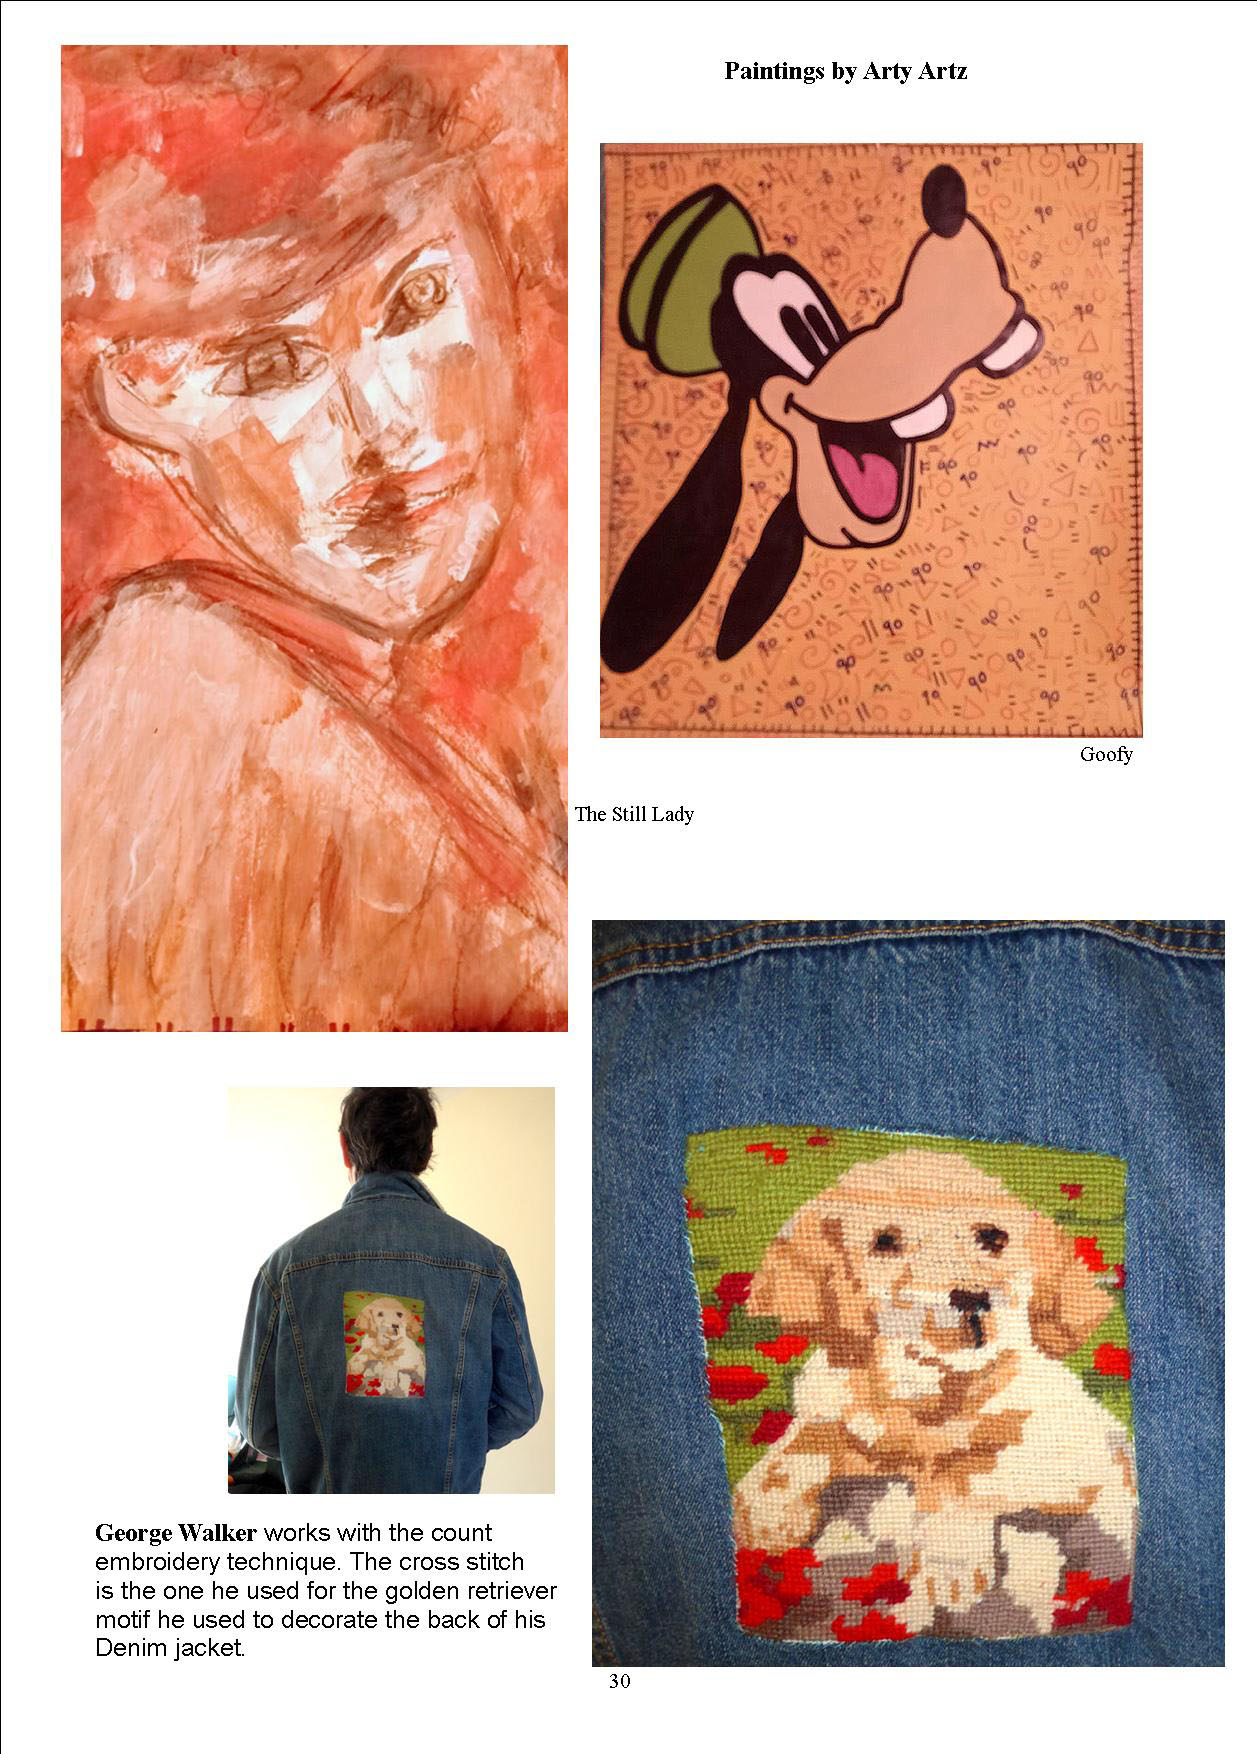 Paintings by Arty Artz
Goofy
The Still Lady
George Walker works with the count
embroidery technique. The cross stitch
is the one he used for the golden retriever
motif he used to decorate the back of his
Denim jacket.
30